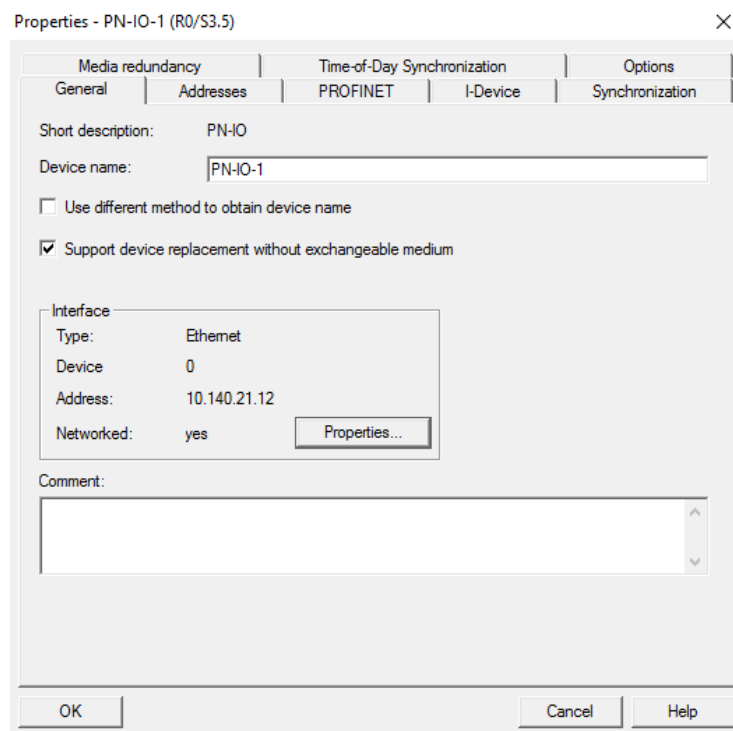 Properties - PN-IO-1 (R0/S3.5)
Media redundancy Time-of-Day Synchronization Options
General Addresses PROFINET I-Device Synchronization
Short description: PN-IO
Device name: PN-IO-1
Use different method to obtain device name
Support device replacement without exchangeable medium
Interface
Type: Ethernet
Device 0
Address: 10.140.21.12
Networked: yes Properties...
Comment:
OK Cancel Help